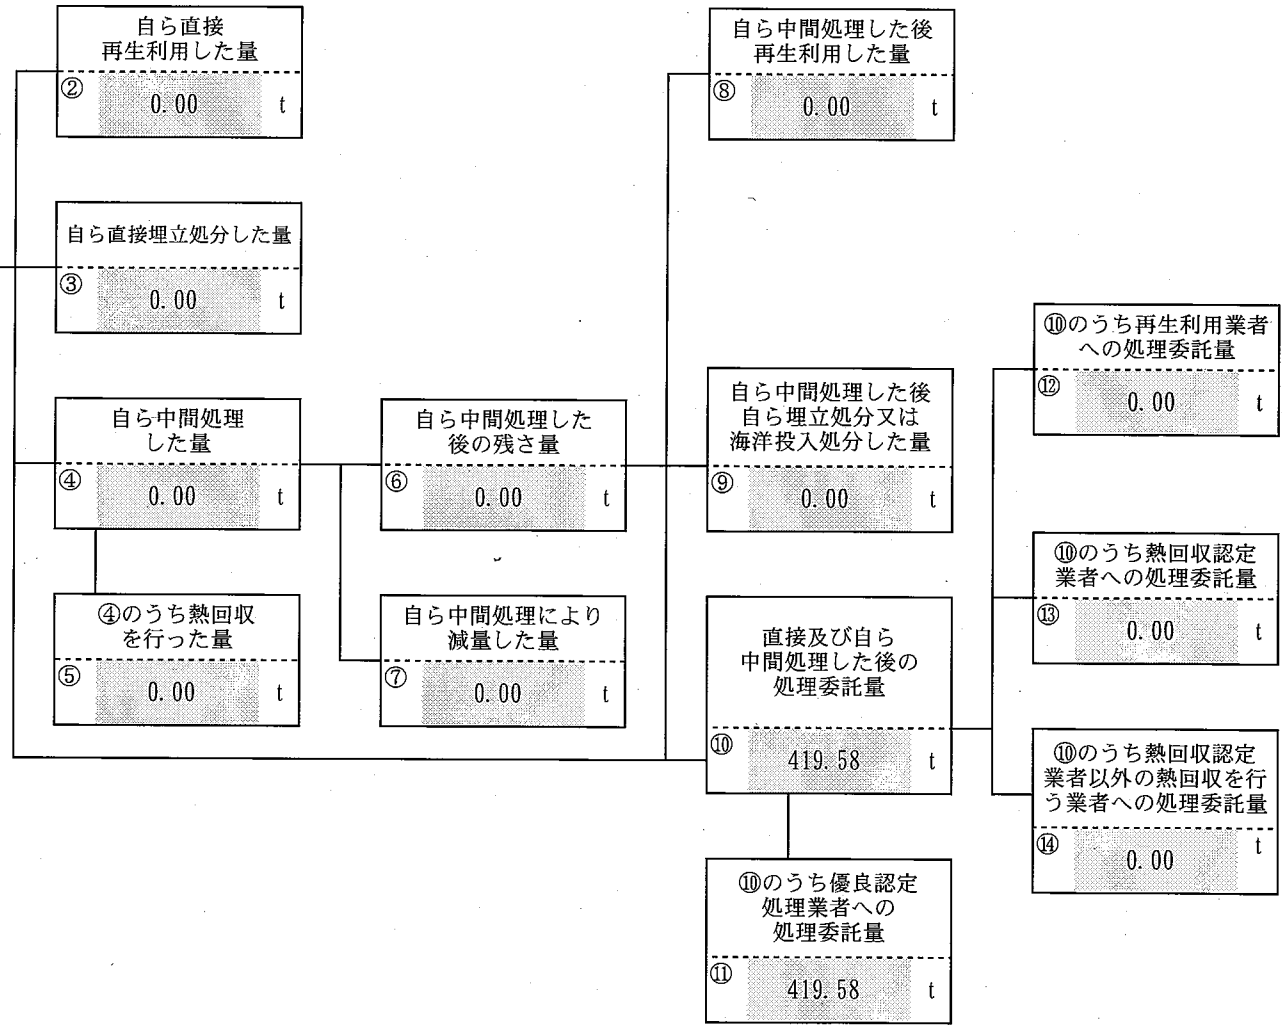 自ら直接
再生利用した量
② 0.00 t
自ら直接埋立処分した量
③ 0.00 t
自ら中間処理
した量
④ 0.00 t
④のうち熱回収
を行った量
⑤ 0.00 t
自ら中間処理した
後の残さ量
⑥ 0.00 t
自ら中間処理により
減量した量
⑦ 0.00 t
自ら中間処理した後
再生利用した量
⑧ 0.00 t
自ら中間処理した後
自ら埋立処分又は
海洋投入処分した量
⑨ 0.00 t
直接及び自ら
中間処理した後の
処理委託量
⑩ 419.58 t
⑩のうち優良認定
処理業者への
処理委託量
⑪ 419.58 t
⑩のうち再生利用業者
への処理委託量
⑫ 0.00 t
⑩のうち熱回収認定
業者への処理委託量
⑬ 0.00 t
⑩のうち熱回収認定
業者以外の熱回収を行
う業者への処理委託量
⑭ 0.00 t